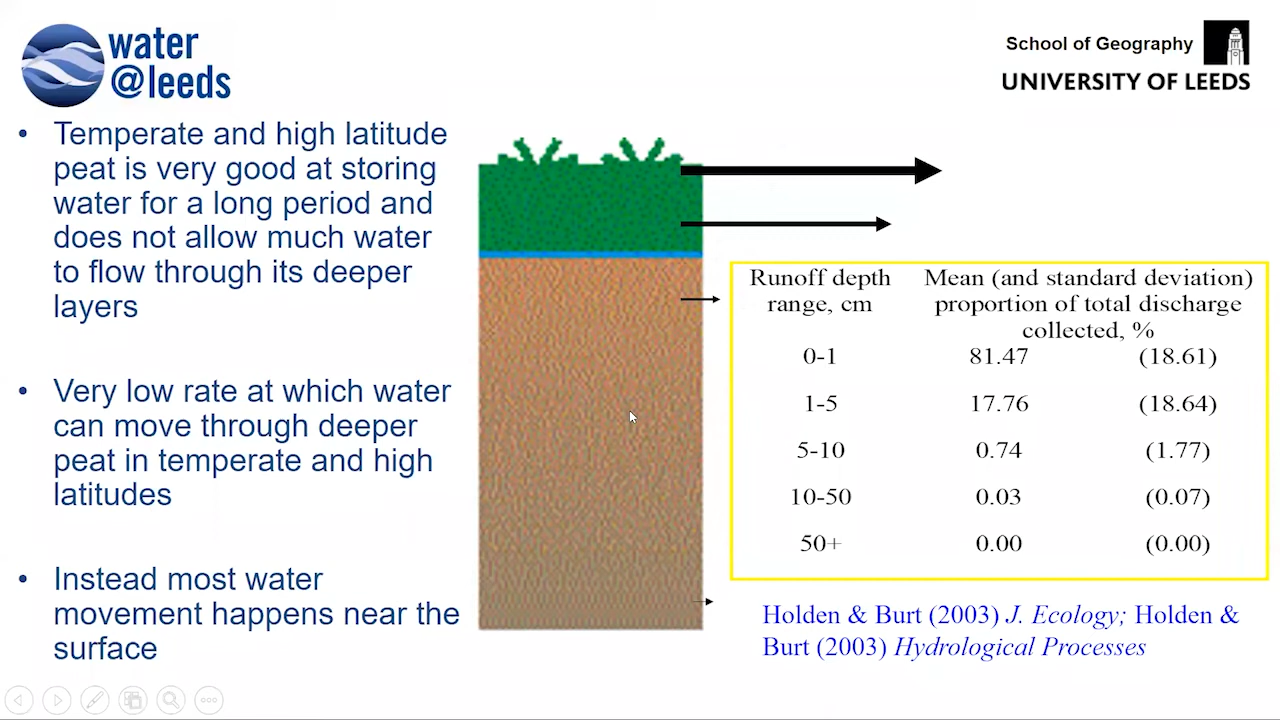 water
@leeds
School of Geography
UNIVERSITY OF LEEDS
• Temperate and high latitude
peat is very good at storing
water for a long period and
does not allow much water
to flow through its deeper
layers
• Very low rate at which water
can move through deeper
peat in temperate and high
latitudes
• Instead most water
movement happens near the
surface
Runoff depth range, cm Mean (and standard deviation) proportion of total discharge collected, %
0-1 81.47 (18.61)
1-5 17.76 (18.64)
5-10 0.74 (1.77)
10-50 0.03 (0.07)
50+ 0.00 (0.00)
Holden & Burt (2003) J. Ecology; Holden &
Burt (2003) Hydrological Processes